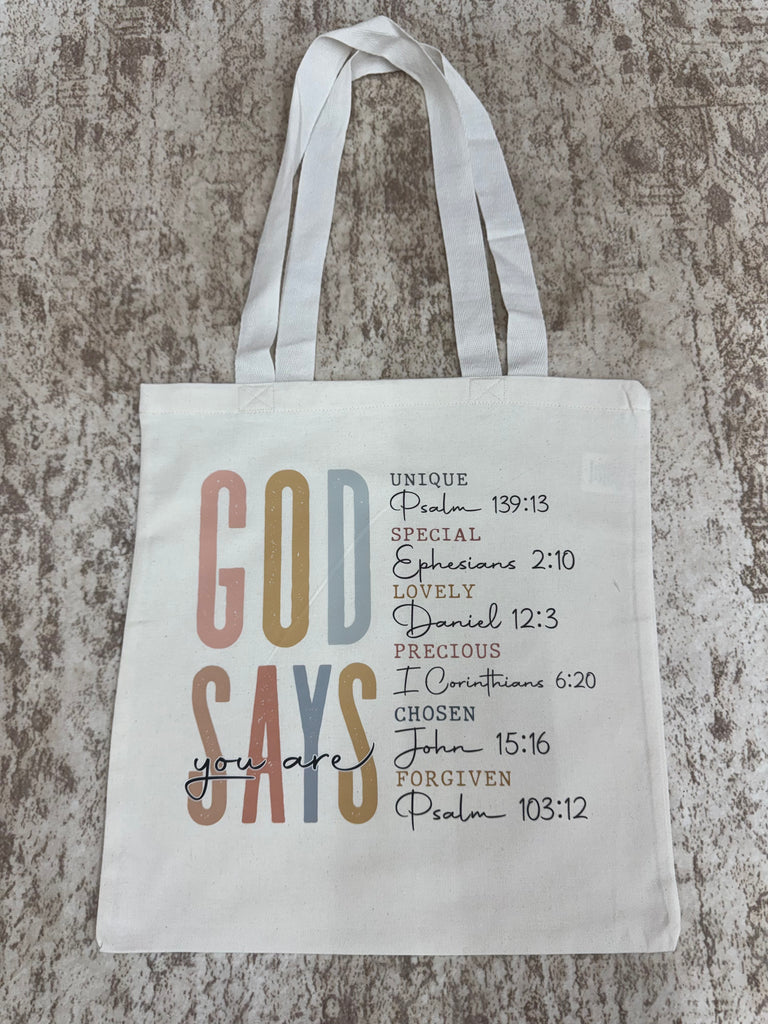 GOD
SAYS
you are
UNIQUE
Psalm 139:13
SPECIAL
Ephesians 2:10
LOVELY
Daniel 12:3
PRECIOUS
I Corinthians 6:20
CHOSEN
John 15:16
FORGIVEN
Psalm 103:12